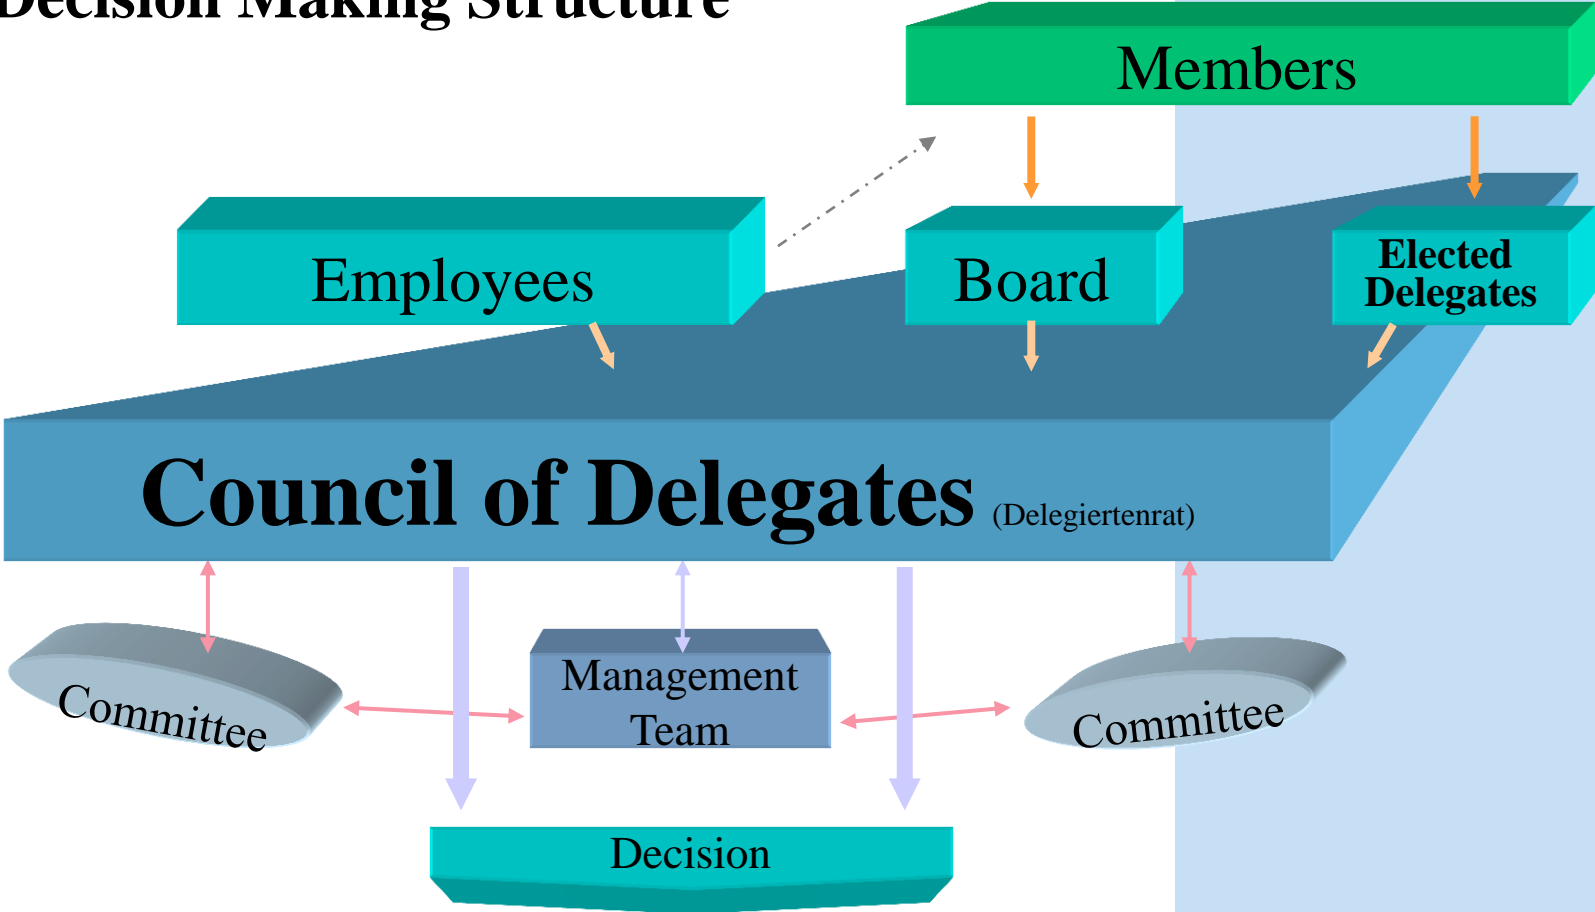 Decision Making Structure
Members
Employees
Board
Elected
Delegates
Council of Delegates (Delegiertenrat)
Committee
Management
Team
Committee
Decision